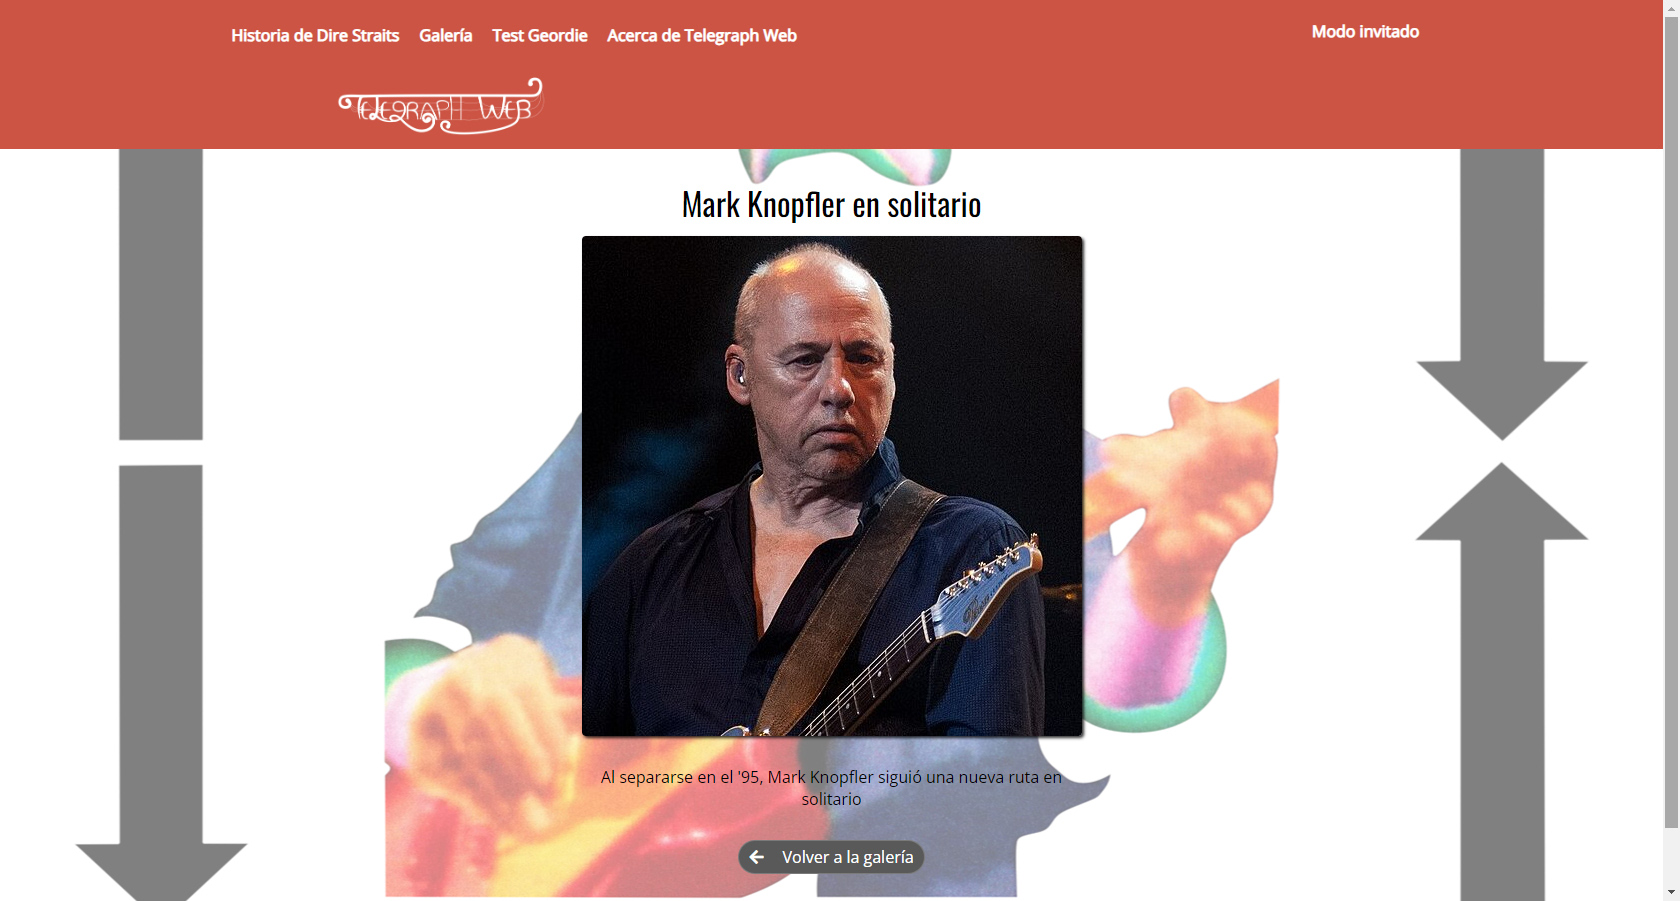 Historia de Dire Straits Galería Test Geordie Acerca de Telegraph Web Modo invitado
TELEGRAPH WEB
Mark Knopfler en solitario
Al separarse en el '95, Mark Knopfler siguió una nueva ruta en
solitario
Volver a la galería